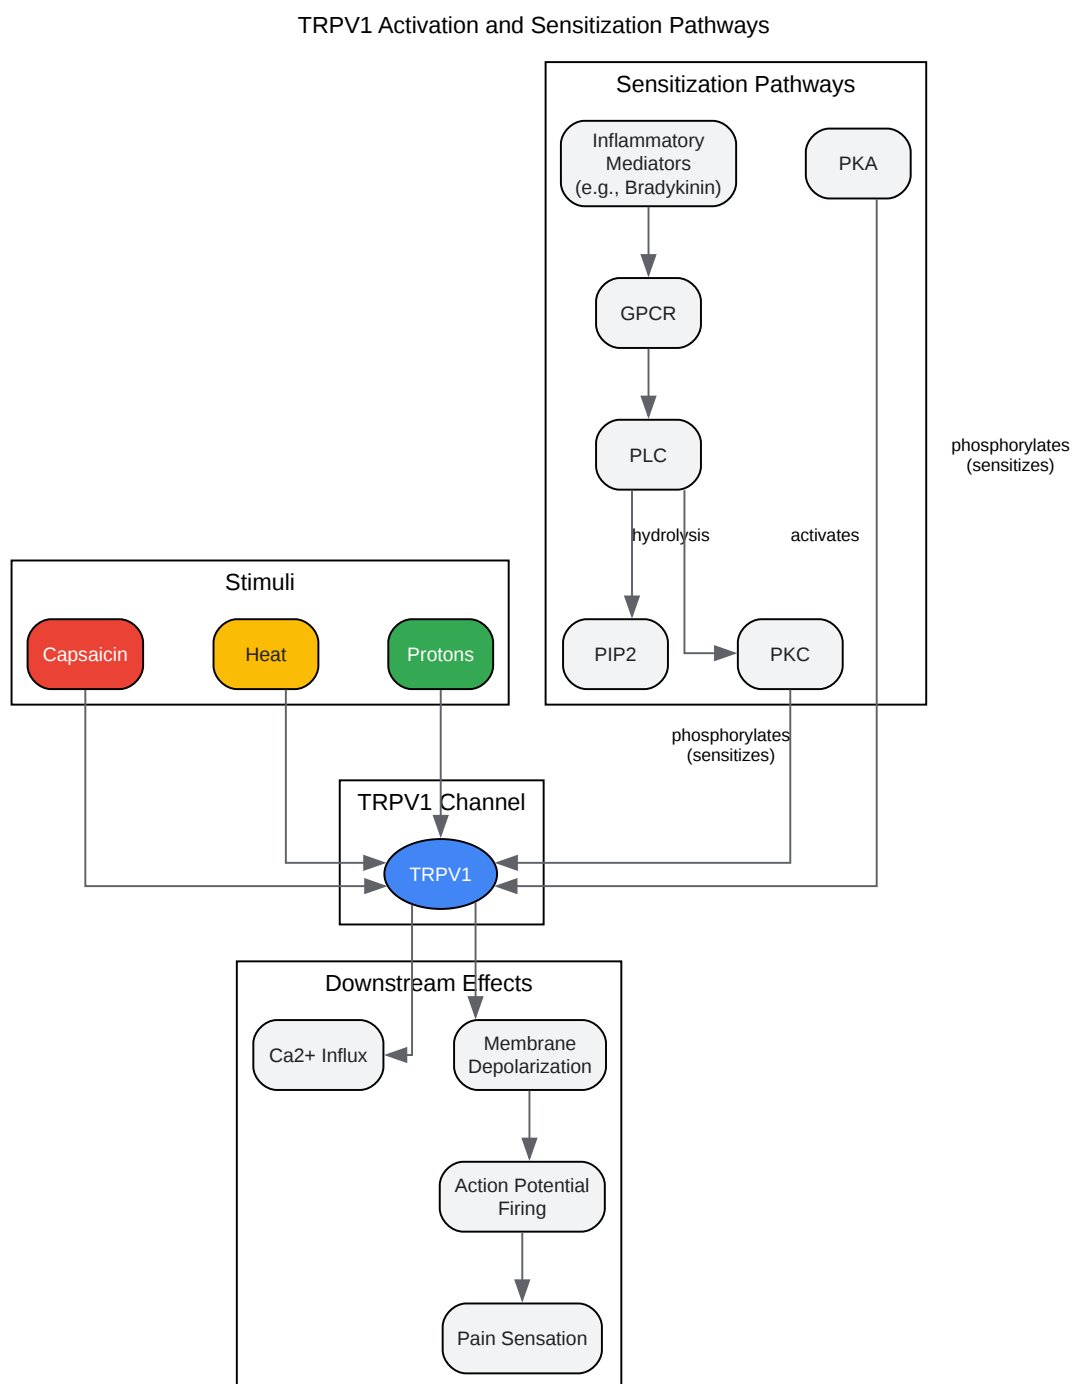 TRPV1 Activation and Sensitization Pathways
Sensitization Pathways
Inflammatory
Mediators
(e.g., Bradykinin)
PKA
GPCR
PLC
phosphorylates
(sensitizes)
hydrolysis
activates
Stimuli
Capsaicin
Heat
Protons
PIP2
PKC
phosphorylates
(sensitizes)
TRPV1 Channel
TRPV1
Downstream Effects
Ca2+ Influx
Membrane
Depolarization
Action Potential
Firing
Pain Sensation